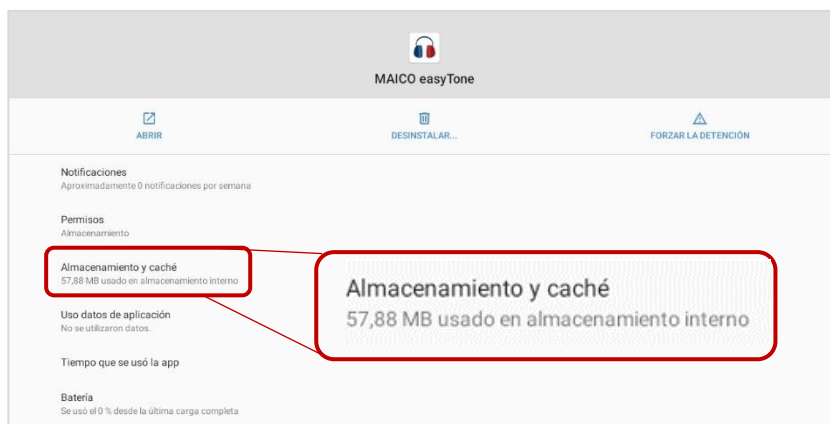 MAICO easyTone
ABRIR
DESINSTALAR...
FORZAR LA DETENCIÓN
Notificaciones
Aproximadamente 0 notificaciones por semana
Permisos
Almacenamiento
Almacenamiento y caché
57,88 MB usado en almacenamiento interno
Almacenamiento y caché
57,88 MB usado en almacenamiento interno
Uso datos de aplicación
No se utilizaron datos.
Tiempo que se usó la app
Batería
Se usó el 0 % desde la última carga completa